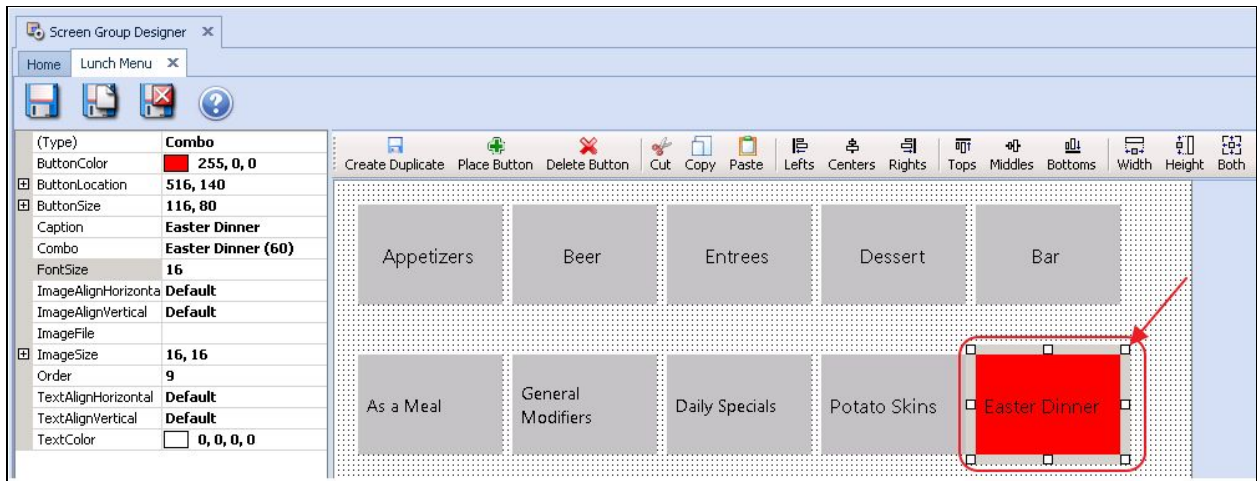 Screen Group Designer
Home Lunch Menu
(Type) Combo
ButtonColor 255, 0, 0
ButtonLocation 516, 140
ButtonSize 116, 80
Caption Easter Dinner
Combo Easter Dinner (60)
FontSize 16
ImageAlignHorizonta Default
ImageAlignVertical Default
ImageFile
ImageSize 16, 16
Order 9
TextAlignHorizontal Default
TextAlignVertical Default
TextColor 0, 0, 0, 0
Create Duplicate Place Button Delete Button Cut Copy Paste Lefts Centers Rights Tops Middles Bottoms Width Height Both
Appetizers Beer Entrees Dessert Bar
As a Meal General Modifiers Daily Specials Potato Skins Easter Dinner